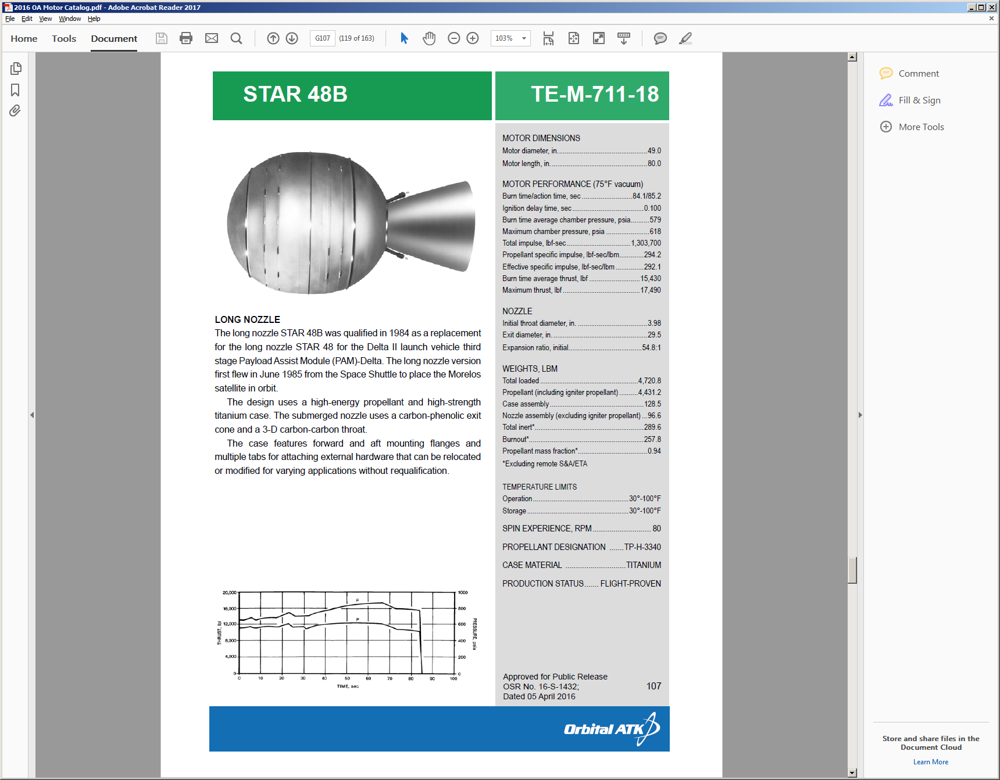 2016 OA Motor Catalog.pdf - Adobe Acrobat Reader 2017
File Edit View Window Help
Home Tools Document G107 (119 of 163) 103%
Comment
Fill & Sign
More Tools
STAR 48B
TE-M-711-18
LONG NOZZLE
The long nozzle STAR 48B was qualified in 1984 as a replacement
for the long nozzle STAR 48 for the Delta II launch vehicle third
stage Payload Assist Module (PAM)-Delta. The long nozzle version
first flew in June 1985 from the Space Shuttle to place the Morelos
satellite in orbit.
The design uses a high-energy propellant and high-strength
titanium case. The submerged nozzle uses a carbon-phenolic exit
cone and a 3-D carbon-carbon throat.
The case features forward and aft mounting flanges and
multiple tabs for attaching external hardware that can be relocated
or modified for varying applications without requalification.
20,000
16,000
12,000
8,000
4,000
0
THRUST, lbf
1000
800
600
400
200
0
PRESSURE, psia
F
P
0 10 20 30 40 50 60 70 80 90 100
TIME, sec
MOTOR DIMENSIONS
Motor diameter, in. 49.0
Motor length, in. 80.0
MOTOR PERFORMANCE (75°F vacuum)
Burn time/action time, sec 84.1/85.2
Ignition delay time, sec 0.100
Burn time average chamber pressure, psia 579
Maximum chamber pressure, psia 618
Total impulse, lbf-sec 1,303,700
Propellant specific impulse, lbf-sec/lbm 294.2
Effective specific impulse, lbf-sec/lbm 292.1
Burn time average thrust, lbf 15,430
Maximum thrust, lbf 17,490
NOZZLE
Initial throat diameter, in. 3.98
Exit diameter, in. 29.5
Expansion ratio, initial 54.8:1
WEIGHTS, LBM
Total loaded 4,720.8
Propellant (including igniter propellant) 4,431.2
Case assembly 128.5
Nozzle assembly (excluding igniter propellant) 96.6
Total inert* 289.6
Burnout* 257.8
Propellant mass fraction* 0.94
*Excluding remote S&A/ETA
TEMPERATURE LIMITS
Operation 30°-100°F
Storage 30°-100°F
SPIN EXPERIENCE, RPM 80
PROPELLANT DESIGNATION TP-H-3340
CASE MATERIAL TITANIUM
PRODUCTION STATUS FLIGHT-PROVEN
Approved for Public Release
OSR No. 16-S-1432;
Dated 05 April 2016
107
Orbital ATK
Store and share files in the
Document Cloud
Learn More